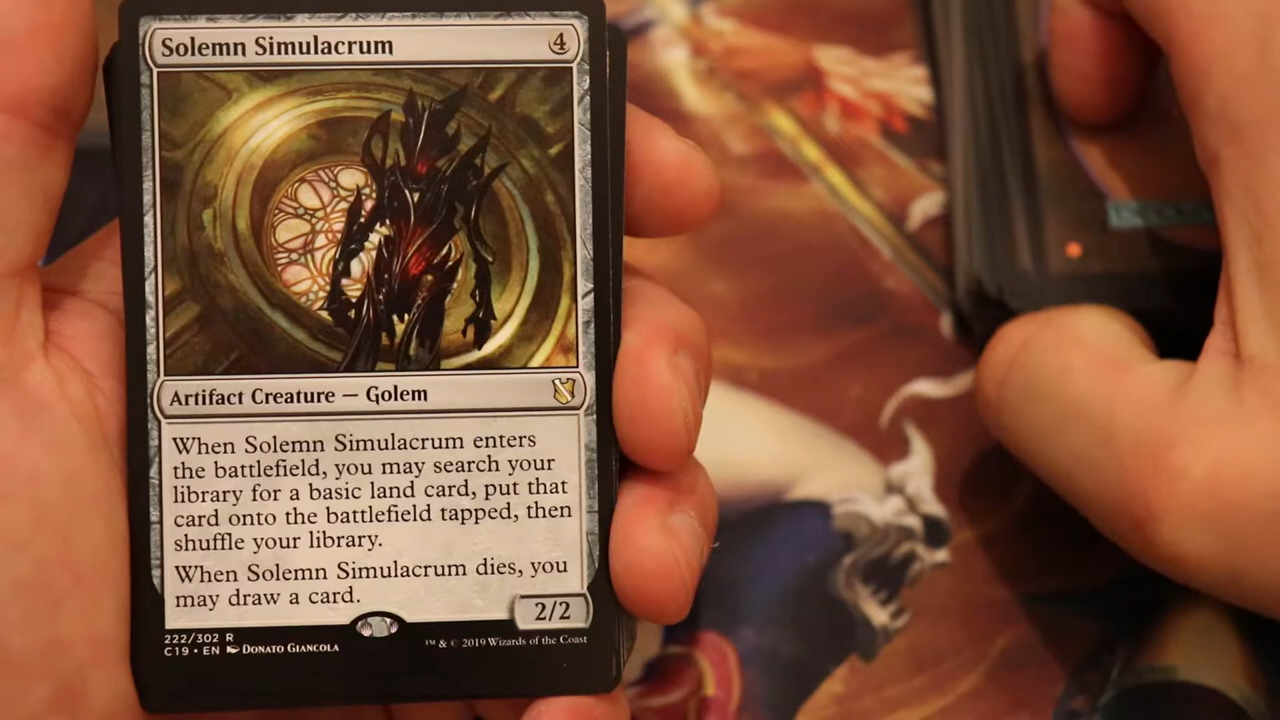 Solemn Simulacrum 4
Artifact Creature — Golem
When Solemn Simulacrum enters
the battlefield, you may search your
library for a basic land card, put that
card onto the battlefield tapped, then
shuffle your library.
When Solemn Simulacrum dies, you
may draw a card.
2/2
222/302 R
C19 • EN Donato Giancola
™ & © 2019 Wizards of the Coast